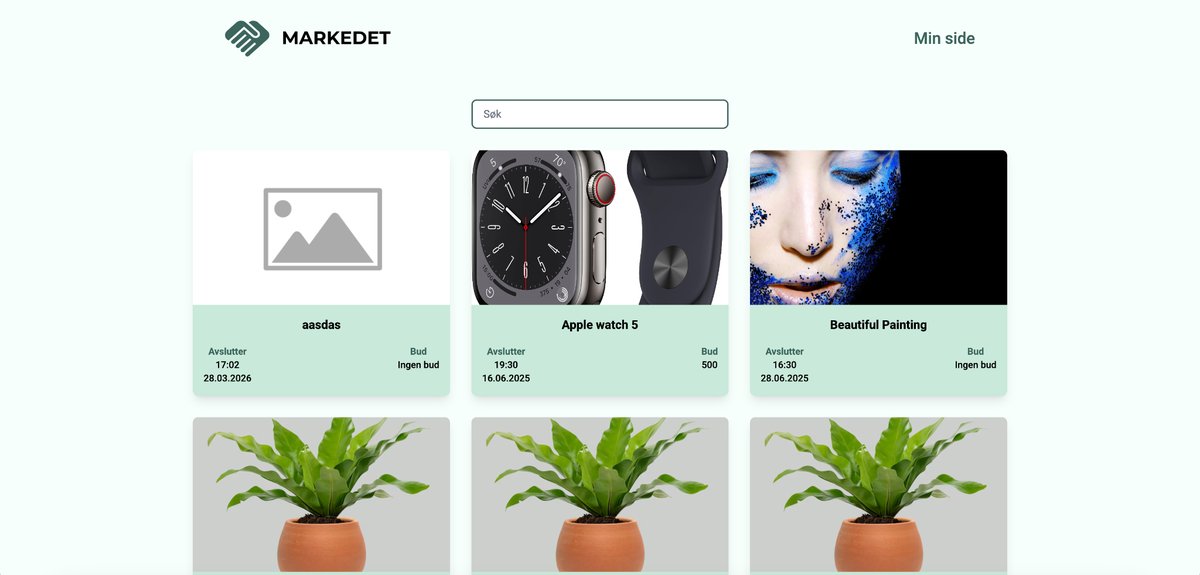 MARKEDET
Min side
Søk
aasdas
Avslutter
17:02
28.03.2026
Bud
Ingen bud
Apple watch 5
Avslutter
19:30
16.06.2025
Bud
500
Beautiful Painting
Avslutter
16:30
28.06.2025
Bud
Ingen bud